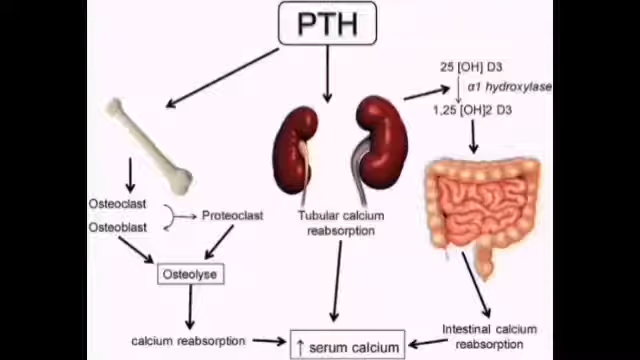 PTH
25 [OH] D3
α1 hydroxylase
1,25 [OH]2 D3
Osteoclast
Osteoblast
Proteoclast
Tubular calcium
reabsorption
Osteolyse
calcium reabsorption
↑ serum calcium
Intestinal calcium
reabsorption